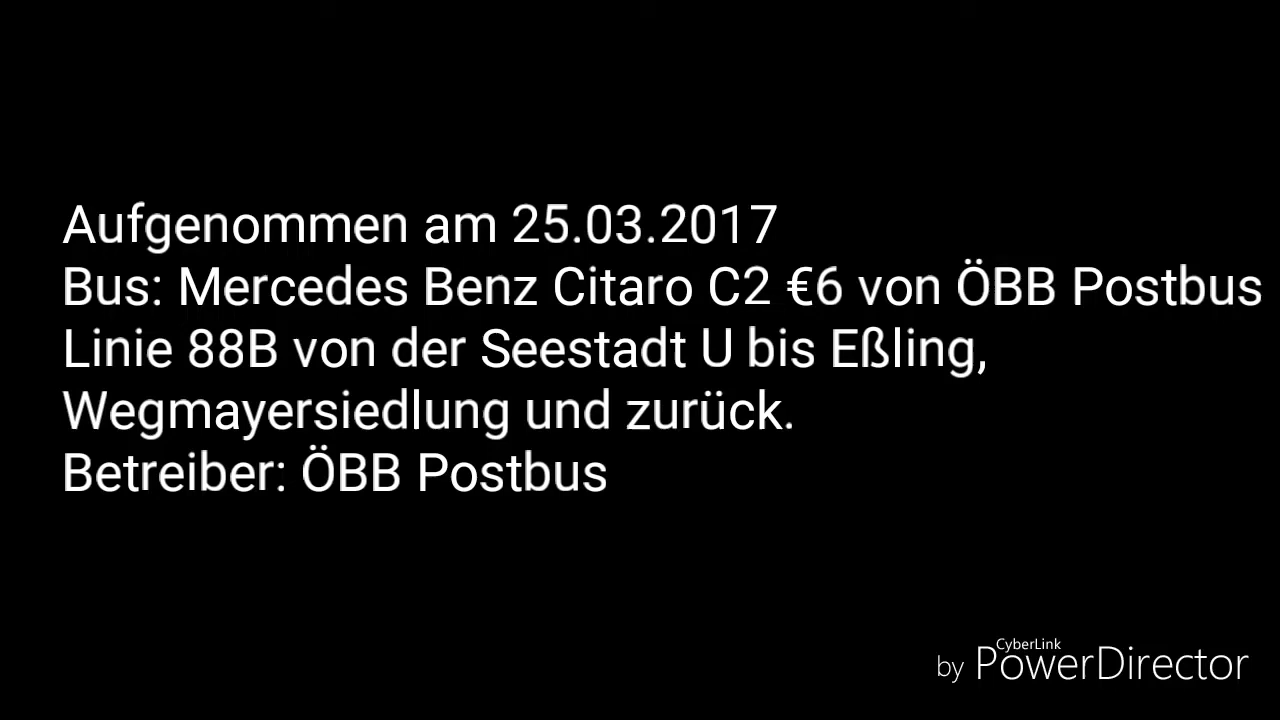 Aufgenommen am 25.03.2017
Bus: Mercedes Benz Citaro C2 €6 von ÖBB Postbus
Linie 88B von der Seestadt U bis Eßling,
Wegmayersiedlung und zurück.
Betreiber: ÖBB Postbus
CyberLink
by PowerDirector